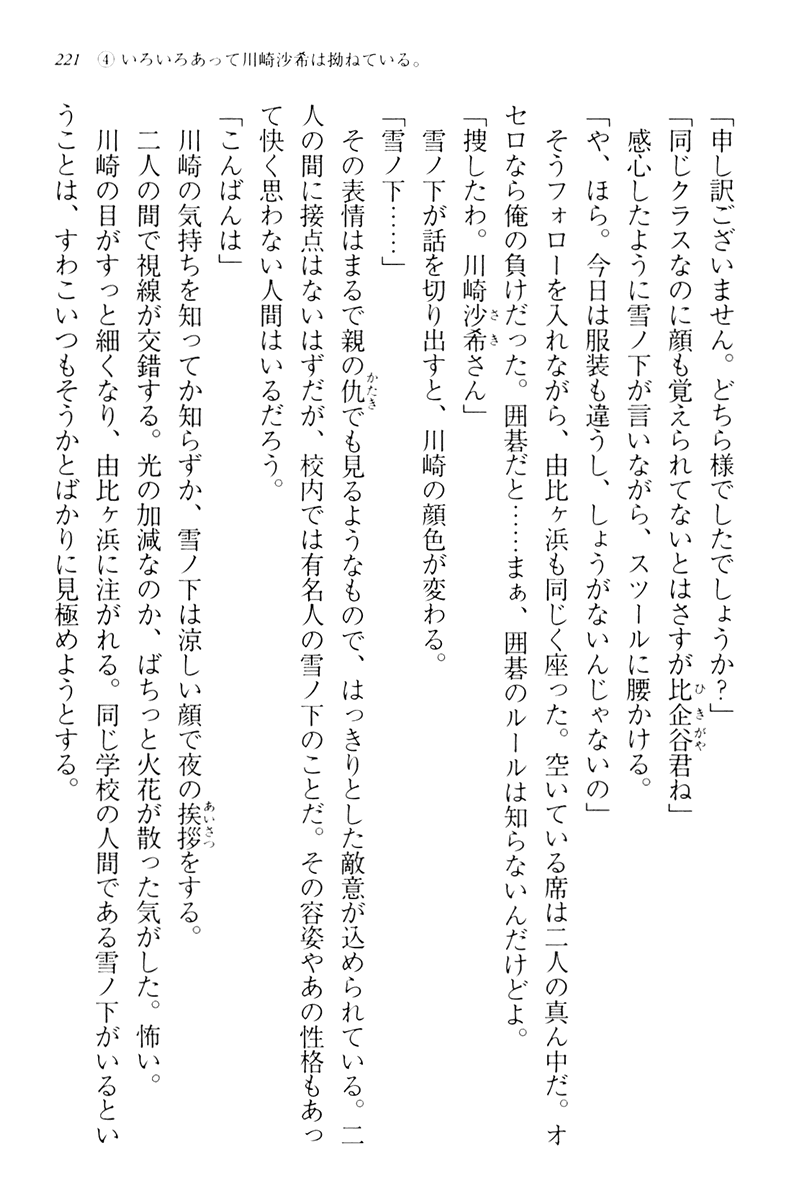 221 ④いろいろあって川崎沙希は拗ねている。
「申し訳ございません。どちら様でしたでしょうか？」
「同じクラスなのに顔も覚えられてないとはさすが比企谷君ね」
感心したように雪ノ下が言いながら、スツールに腰かける。
「や、ほら。今日は服装も違うし、しょうがないんじゃないの」
そうフォローを入れながら、由比ヶ浜も同じく座った。空いている席は二人の真ん中だ。オ
セロなら俺の負けだった。囲碁だと……まぁ、囲碁のルールは知らないんだけどよ。
「捜したわ。川崎沙希さん」
雪ノ下が話を切り出すと、川崎の顔色が変わる。
「雪ノ下……」
その表情はまるで親の仇でも見るようなもので、はっきりとした敵意が込められている。二
人の間に接点はないはずだが、校内では有名人の雪ノ下のことだ。その容姿やあの性格もあっ
て快く思わない人間はいるだろう。
「こんばんは」
川崎の気持ちを知ってか知らずか、雪ノ下は涼しい顔で夜の挨拶をする。
二人の間で視線が交錯する。光の加減なのか、ばちっと火花が散った気がした。怖い。
川崎の目がすっと細くなり、由比ヶ浜に注がれる。同じ学校の人間である雪ノ下がいるとい
うことは、すわこいつもそうかとばかりに見極めようとする。